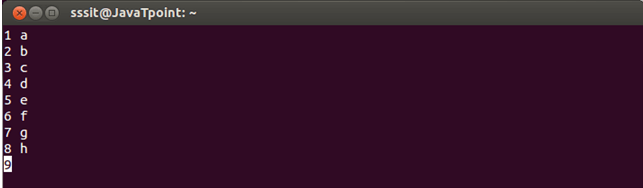 sssit@JavaTpoint: ~
1 a
2 b
3 c
4 d
5 e
6 f
7 g
8 h
9